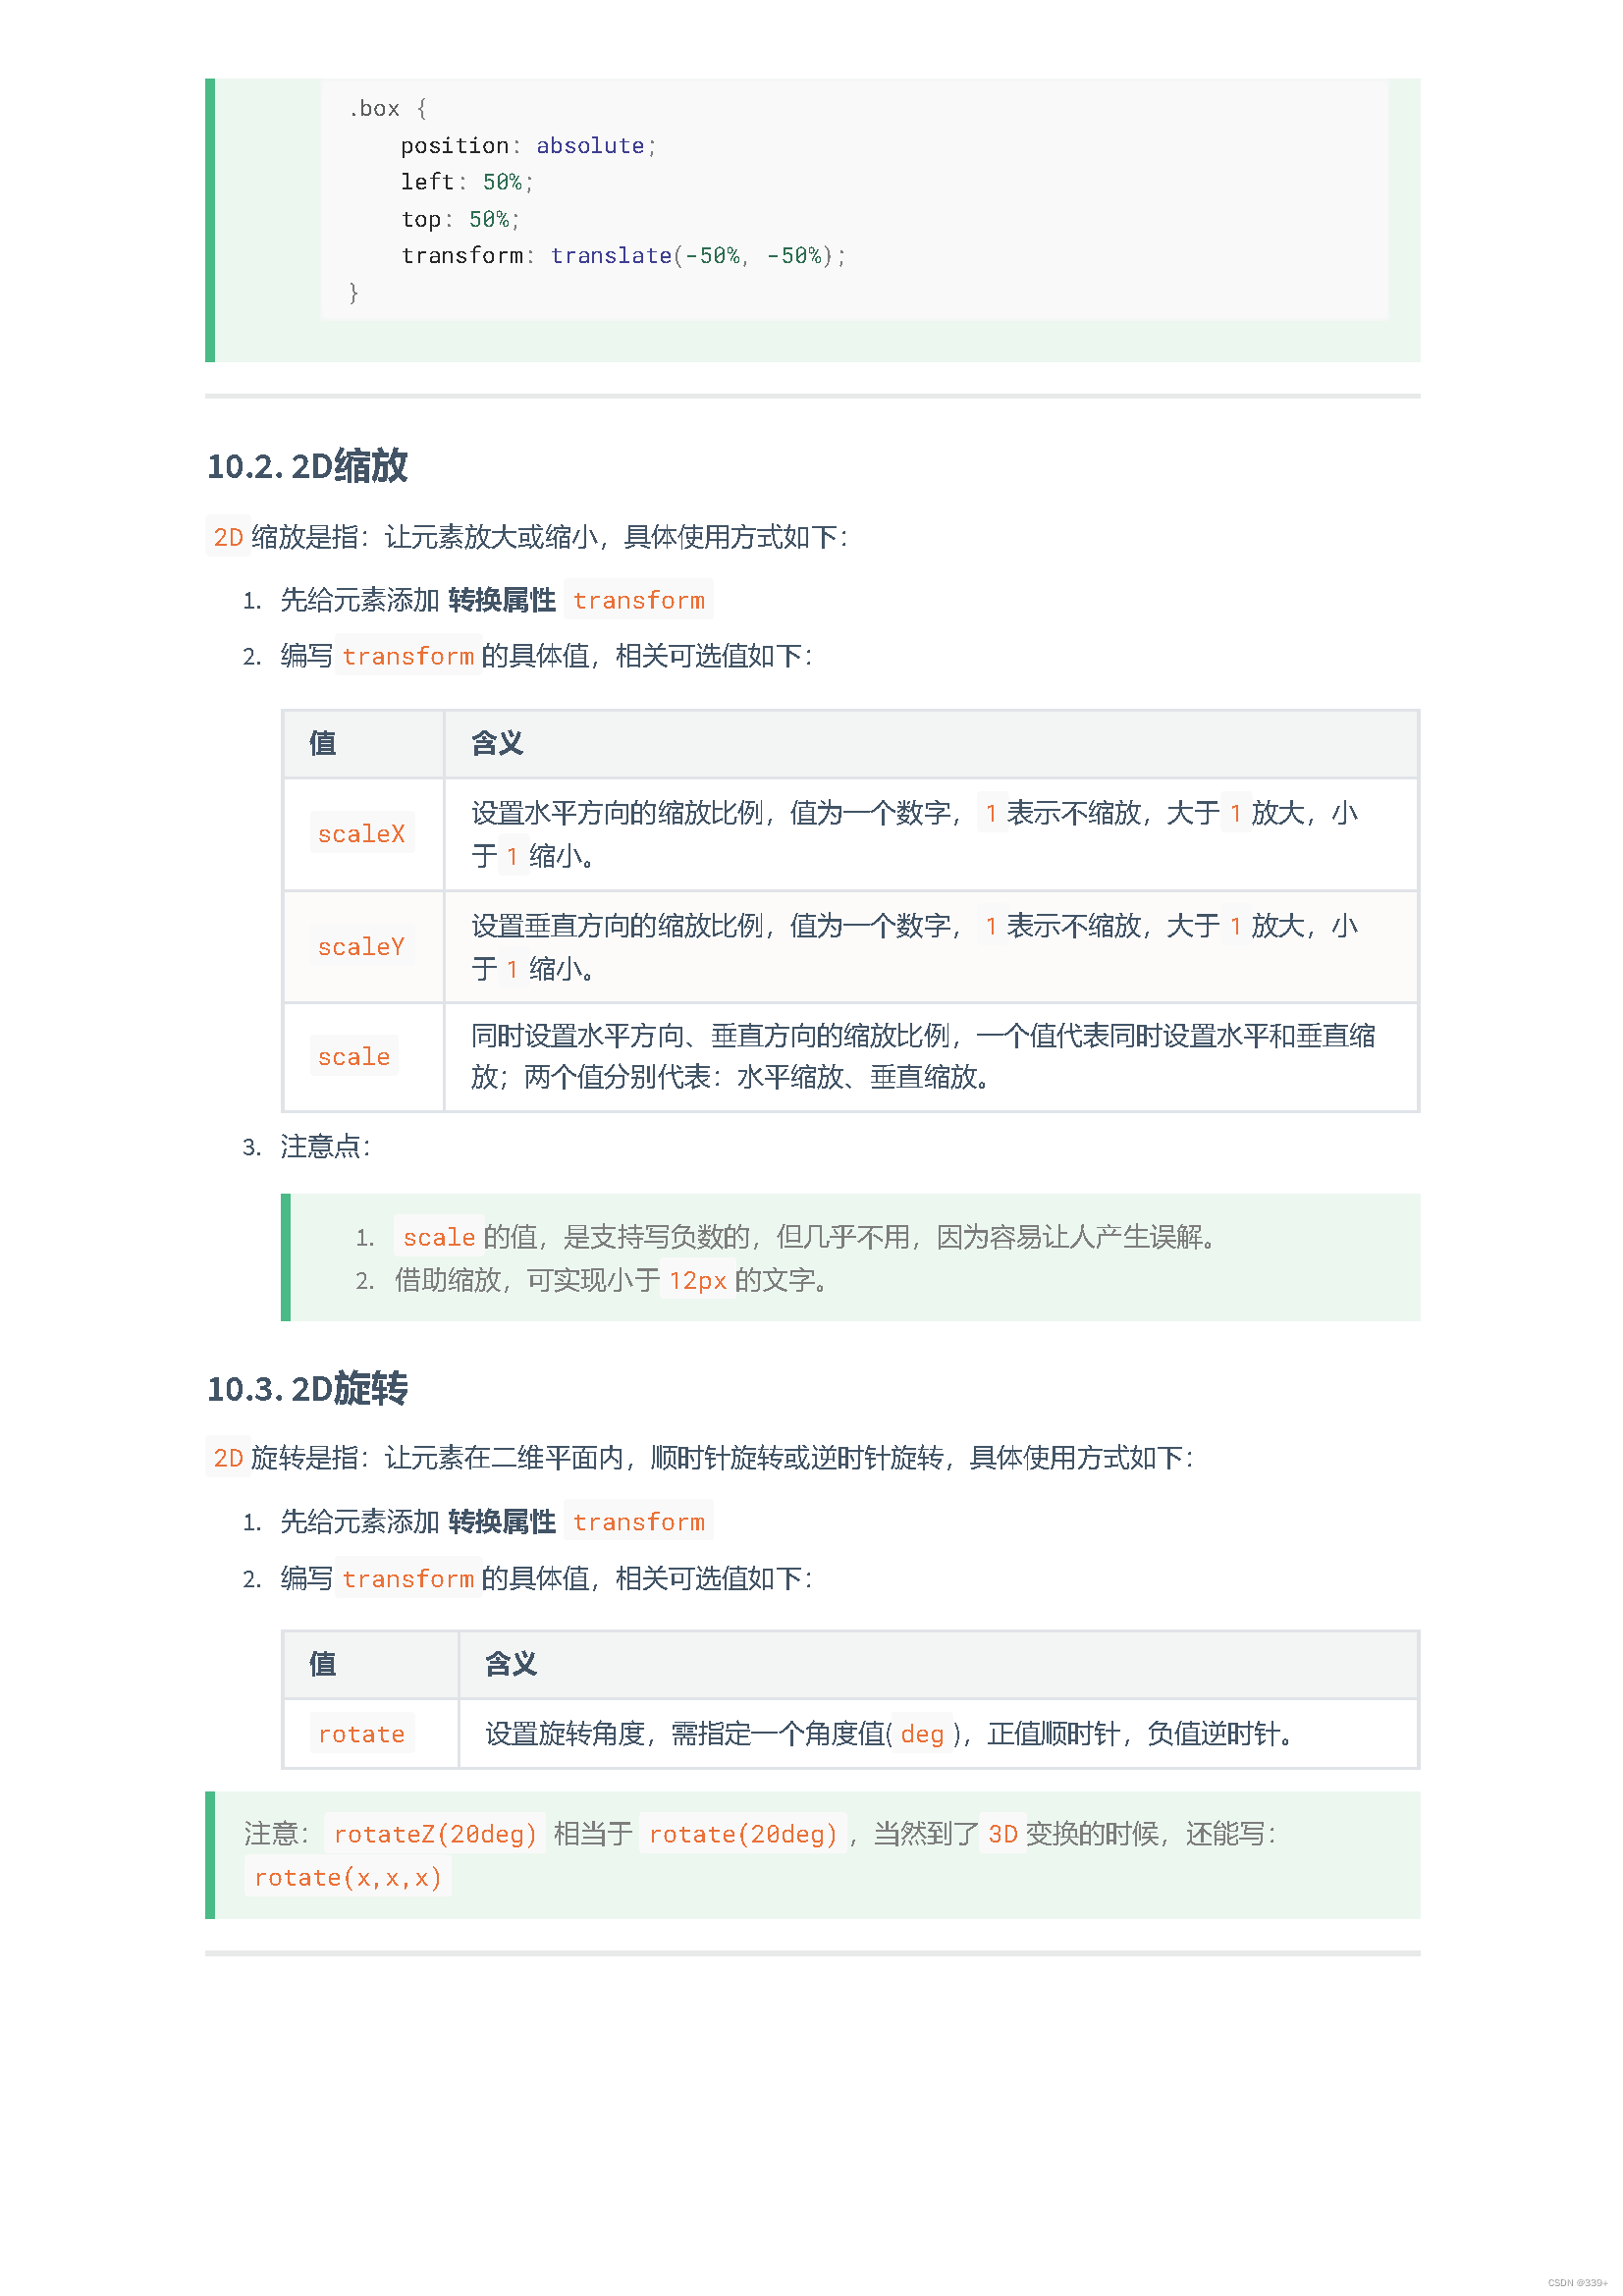 .box {
    position: absolute;
    left: 50%;
    top: 50%;
    transform: translate(-50%, -50%);
}
10.2. 2D缩放
2D 缩放是指：让元素放大或缩小，具体使用方式如下：
1. 先给元素添加 转换属性 transform
2. 编写 transform 的具体值，相关可选值如下：
值 含义
scaleX 设置水平方向的缩放比例，值为一个数字， 1 表示不缩放，大于 1 放大，小
于 1 缩小。
scaleY 设置垂直方向的缩放比例，值为一个数字， 1 表示不缩放，大于 1 放大，小
于 1 缩小。
scale 同时设置水平方向、垂直方向的缩放比例，一个值代表同时设置水平和垂直缩
放；两个值分别代表：水平缩放、垂直缩放。
3. 注意点：
1. scale 的值，是支持写负数的，但几乎不用，因为容易让人产生误解。
2. 借助缩放，可实现小于 12px 的文字。
10.3. 2D旋转
2D 旋转是指：让元素在二维平面内，顺时针旋转或逆时针旋转，具体使用方式如下：
1. 先给元素添加 转换属性 transform
2. 编写 transform 的具体值，相关可选值如下：
值 含义
rotate 设置旋转角度，需指定一个角度值( deg )，正值顺时针，负值逆时针。
注意： rotateZ(20deg) 相当于 rotate(20deg) ，当然到了 3D 变换的时候，还能写：
rotate(x,x,x)
CSDN @339+